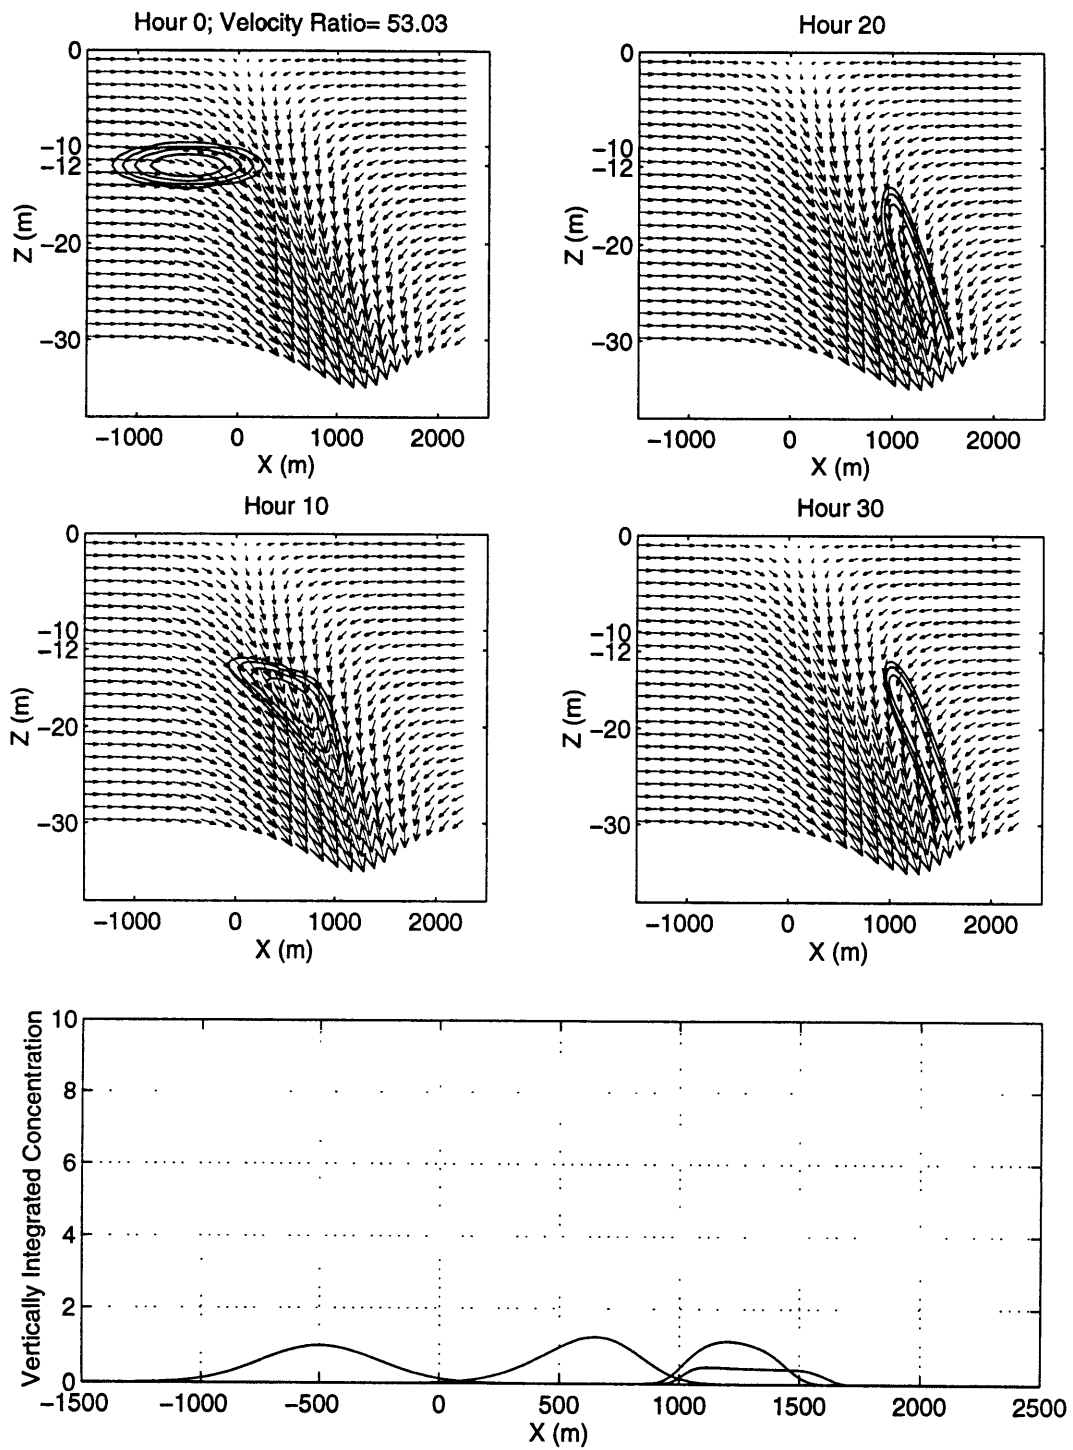 Hour 0; Velocity Ratio= 53.03
0
−10
−12
−20
−30
Z (m)
−1000 0 1000 2000
X (m)
Hour 20
0
−10
−12
−20
−30
Z (m)
−1000 0 1000 2000
X (m)
Hour 10
0
−10
−12
−20
−30
Z (m)
−1000 0 1000 2000
X (m)
Hour 30
0
−10
−12
−20
−30
Z (m)
−1000 0 1000 2000
X (m)
Vertically Integrated Concentration
10
8
6
4
2
0
−1500 −1000 −500 0 500 1000 1500 2000 2500
X (m)